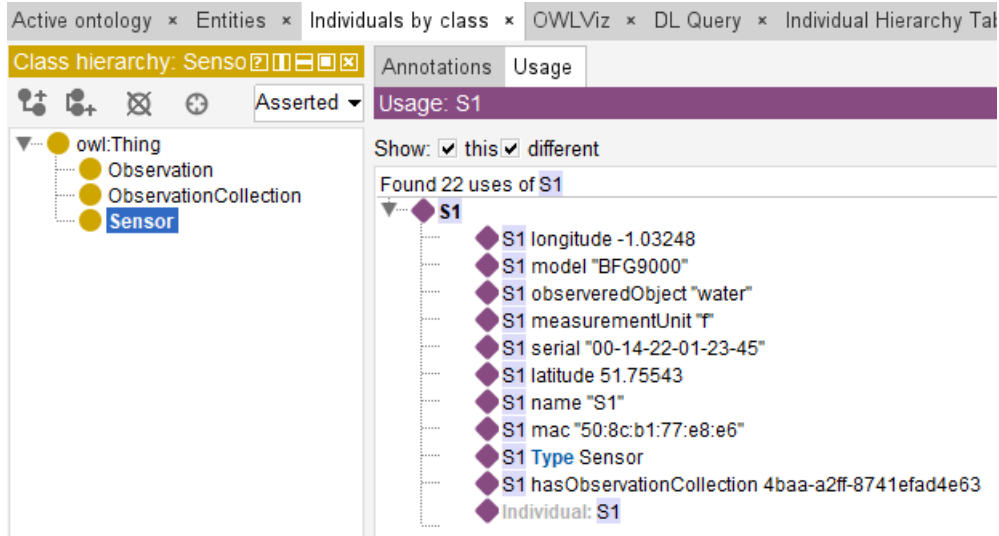 Active ontology × Entities × Individuals by class × OWLViz × DL Query × Individual Hierarchy Tab
Class hierarchy: Senso
Asserted
owl:Thing
Observation
ObservationCollection
Sensor
Annotations Usage
Usage: S1
Show: this different
Found 22 uses of S1
S1
S1 longitude -1.03248
S1 model "BFG9000"
S1 observeredObject "water"
S1 measurementUnit "f"
S1 serial "00-14-22-01-23-45"
S1 latitude 51.75543
S1 name "S1"
S1 mac "50:8c:b1:77:e8:e6"
S1 Type Sensor
S1 hasObservationCollection 4baa-a2ff-8741efad4e63
Individual: S1